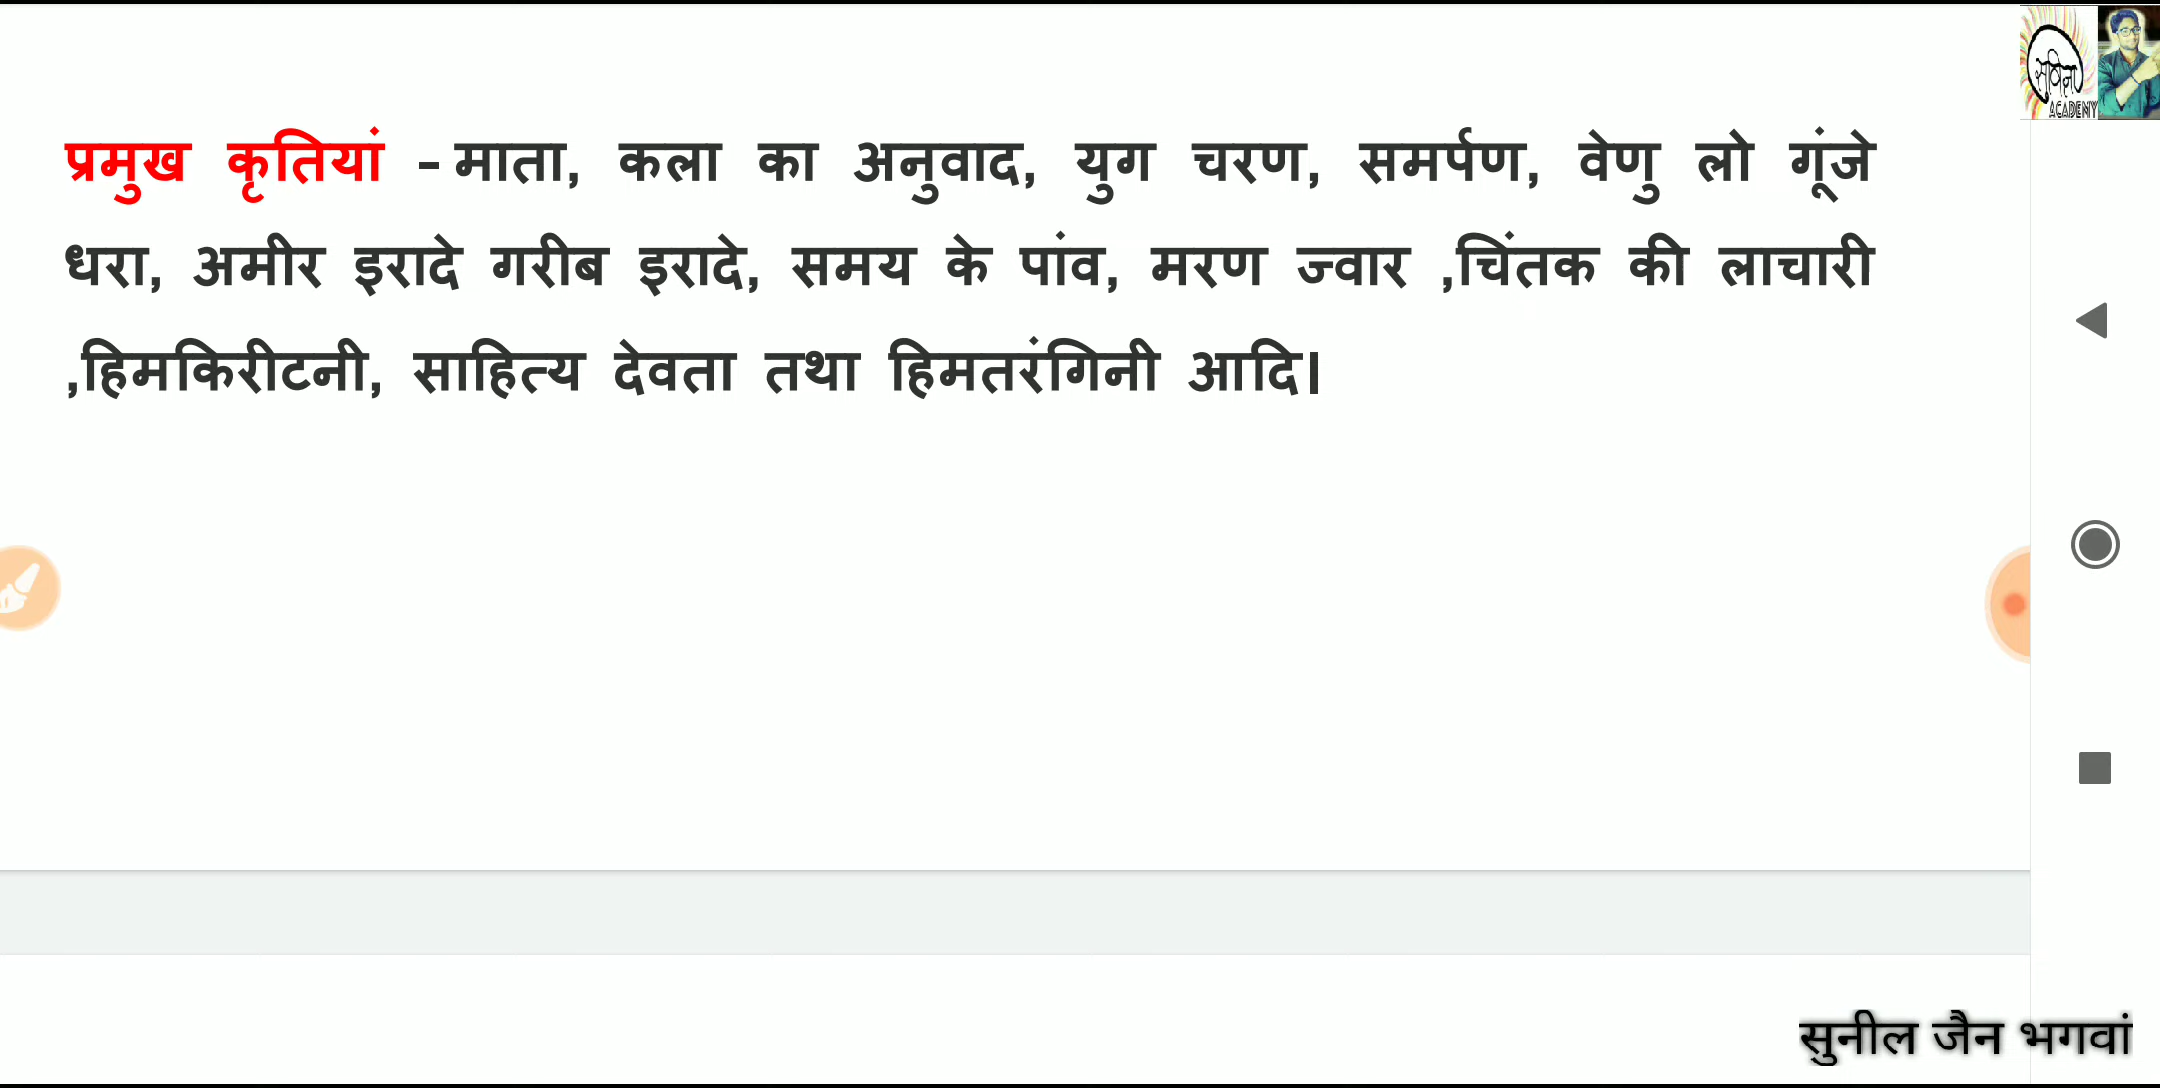 प्रमुख कृतियां - माता, कला का अनुवाद, युग चरण, समर्पण, वेणु लो गूंजे
धरा, अमीर इरादे गरीब इरादे, समय के पांव, मरण ज्वार ,चिंतक की लाचारी
,हिमकिरीटनी, साहित्य देवता तथा हिमतरंगिनी आदि।
ACADEMY
सुनील जैन भगवां